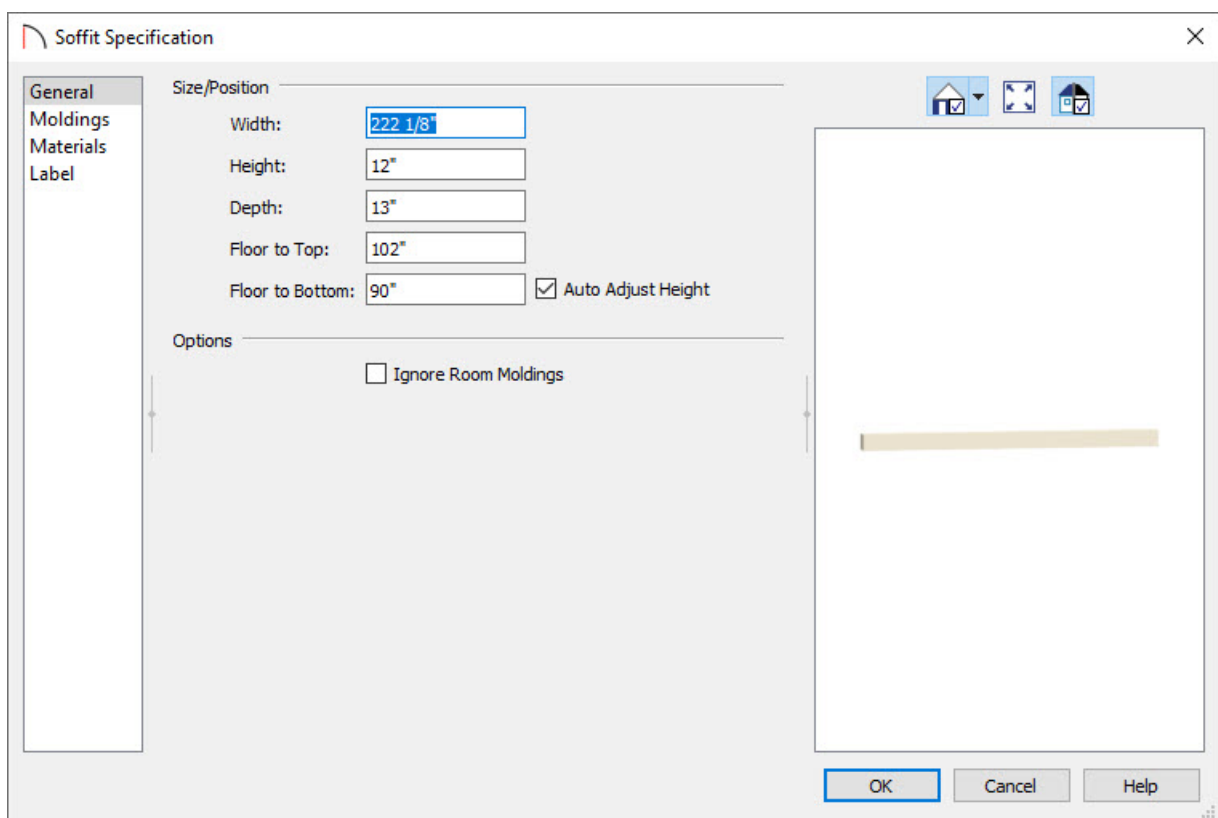 Soffit Specification
General
Moldings
Materials
Label
Size/Position
Width: 222 1/8"
Height: 12"
Depth: 13"
Floor to Top: 102"
Floor to Bottom: 90" Auto Adjust Height
Options
Ignore Room Moldings
OK Cancel Help